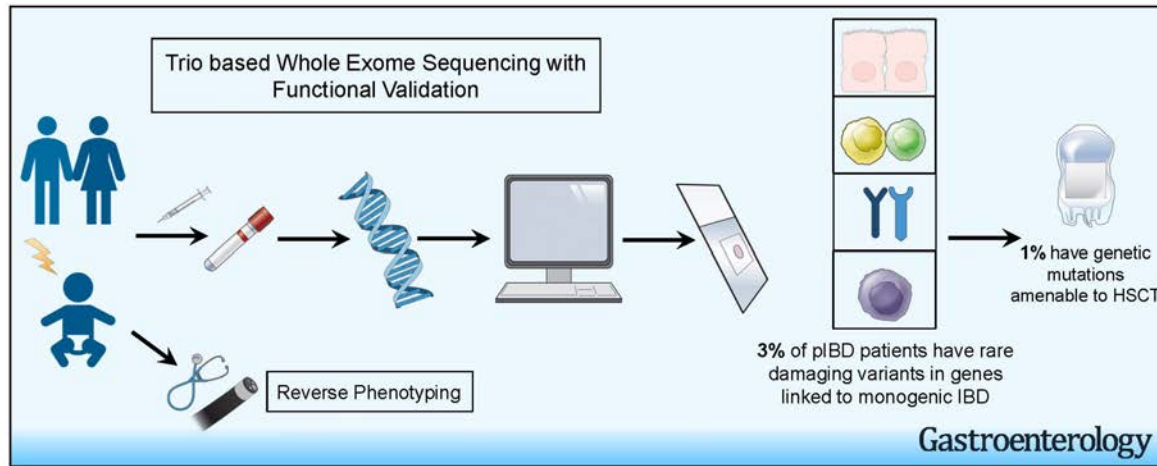 Trio based Whole Exome Sequencing with
Functional Validation
Reverse Phenotyping
3% of pIBD patients have rare
damaging variants in genes
linked to monogenic IBD
1% have genetic
mutations
amenable to HSCT
Gastroenterology